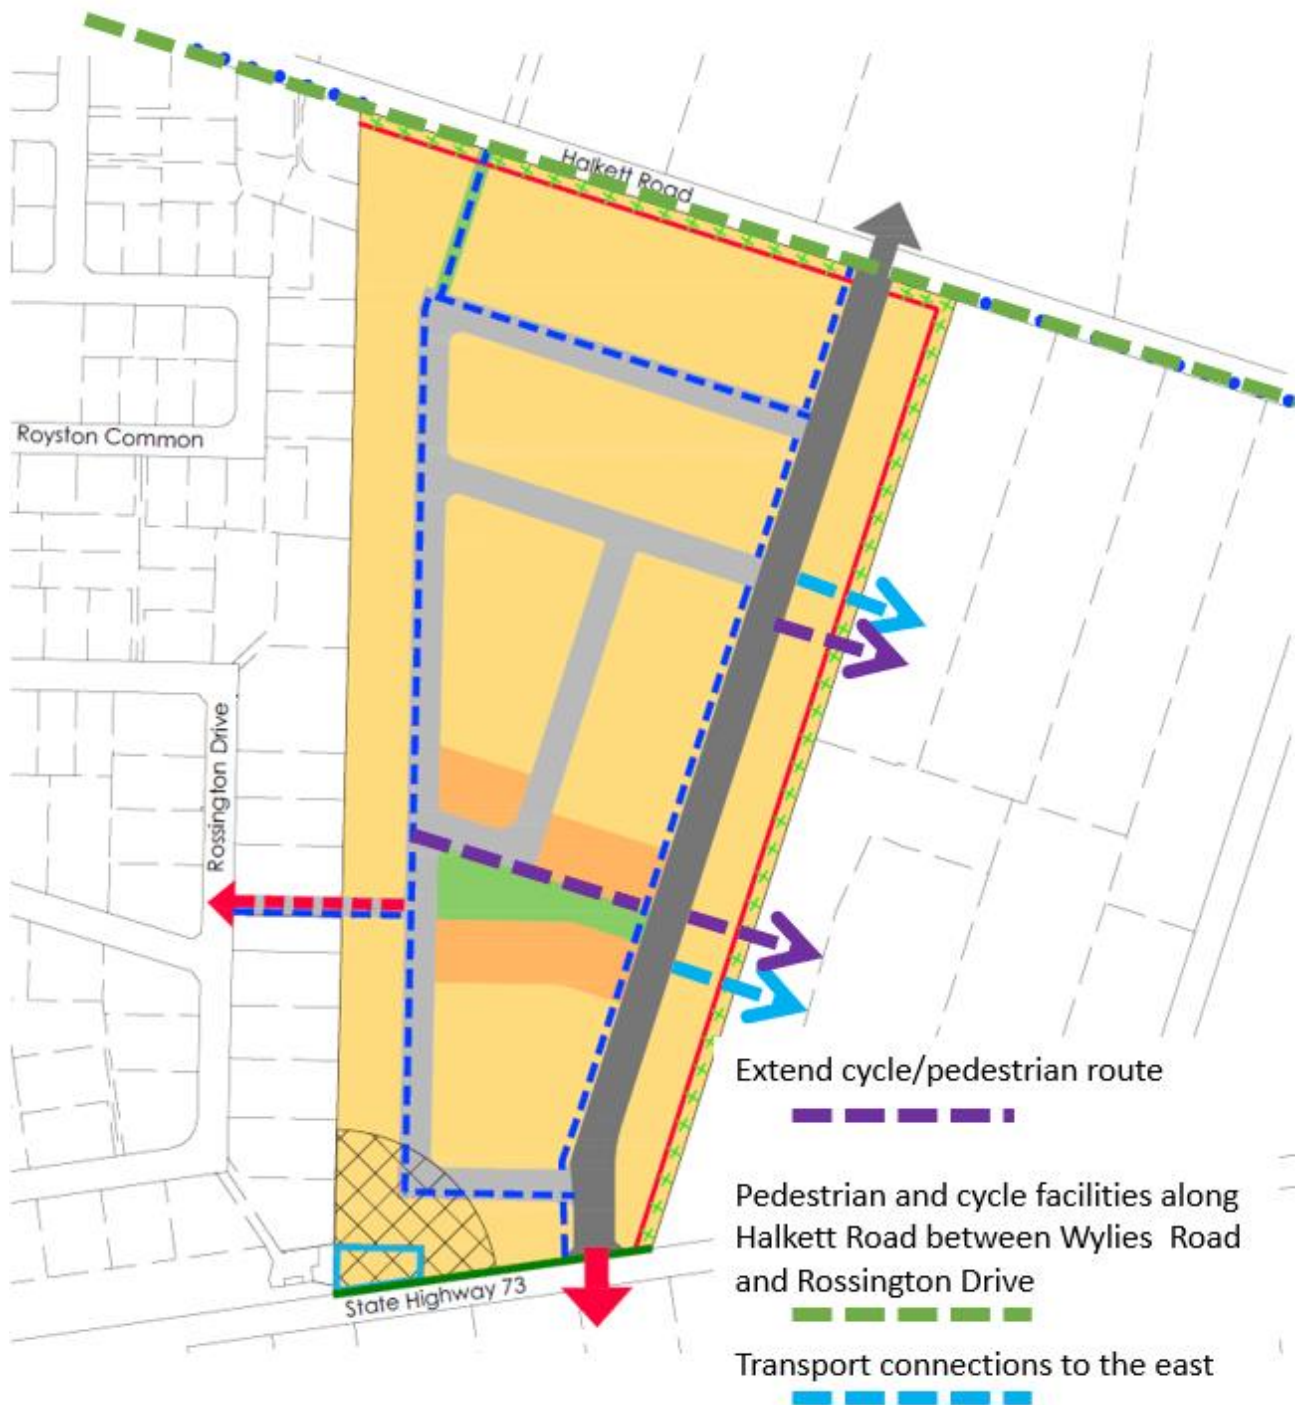 Halkett Road
Royston Common
Rossington Drive
State Highway 73
Extend cycle/pedestrian route
Pedestrian and cycle facilities along
Halkett Road between Wylies Road
and Rossington Drive
Transport connections to the east